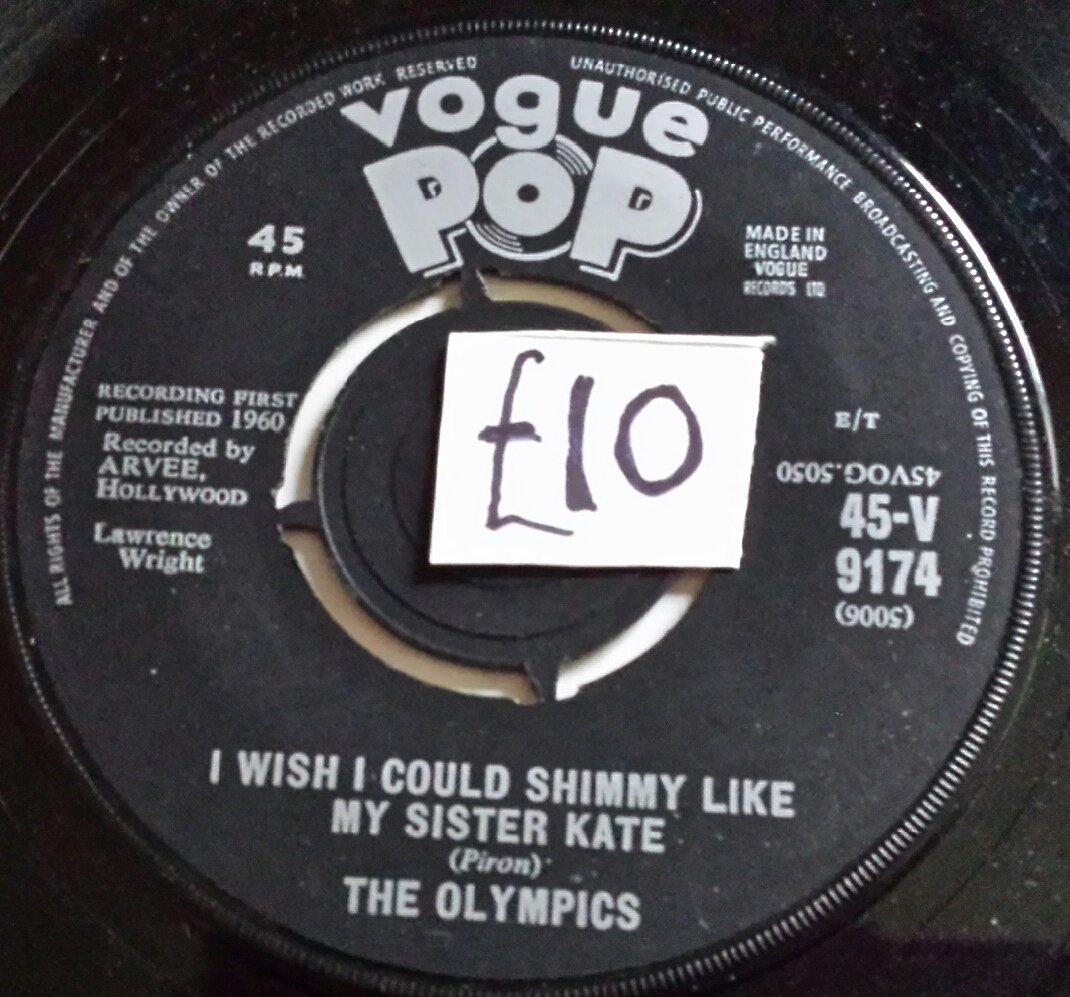 ALL RIGHTS OF THE MANUFACTURER AND OF THE OWNER OF THE RECORDED WORK RESERVED
UNAUTHORISED PUBLIC PERFORMANCE BROADCASTING AND COPYING OF THIS RECORD PROHIBITED
vogue
POP
45
R.P.M.
MADE IN
ENGLAND
VOGUE
RECORDS LTD
£10
RECORDING FIRST
PUBLISHED 1960
Recorded by
ARVEE,
HOLLYWOOD
Lawrence
Wright
E/T
45VOG.5050
45-V
9174
(5006)
I WISH I COULD SHIMMY LIKE
MY SISTER KATE
(Piron)
THE OLYMPICS